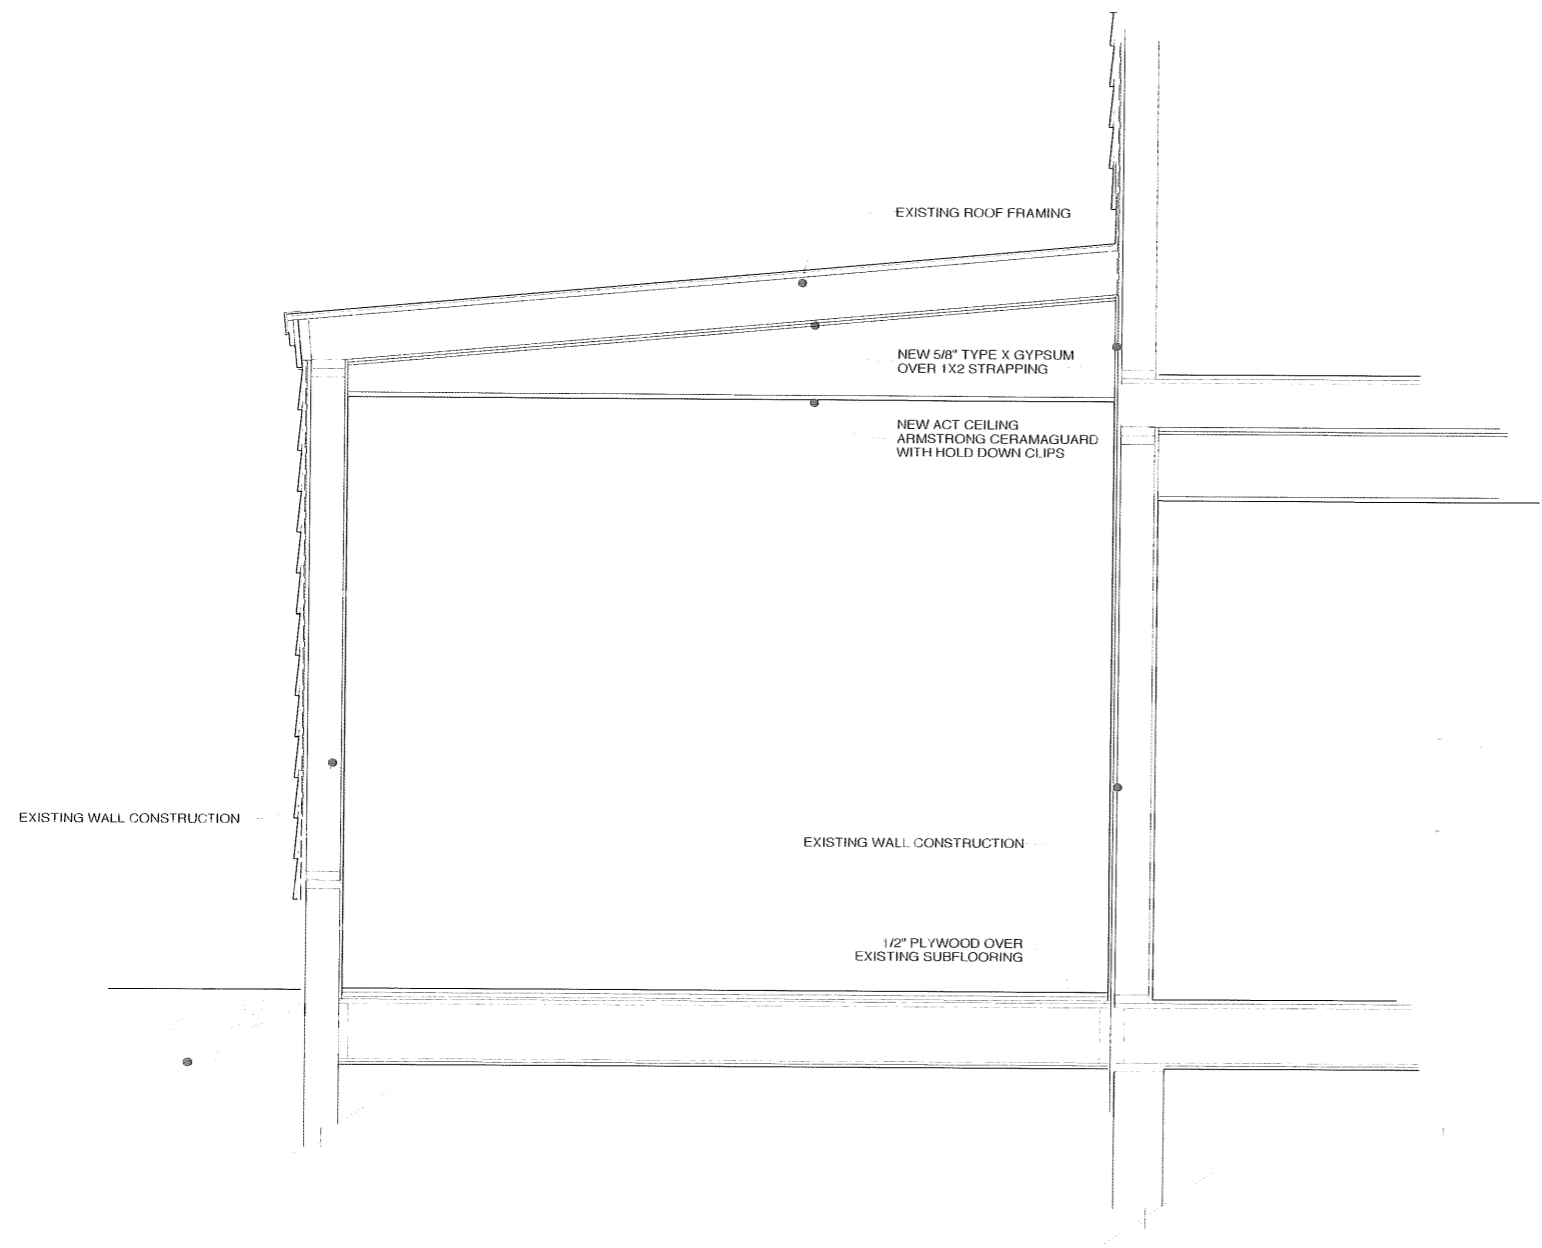 EXISTING ROOF FRAMING
NEW 5/8" TYPE X GYPSUM
OVER 1X2 STRAPPING
NEW ACT CEILING
ARMSTRONG CERAMAGUARD
WITH HOLD DOWN CLIPS
EXISTING WALL CONSTRUCTION
EXISTING WALL CONSTRUCTION
1/2" PLYWOOD OVER
EXISTING SUBFLOORING